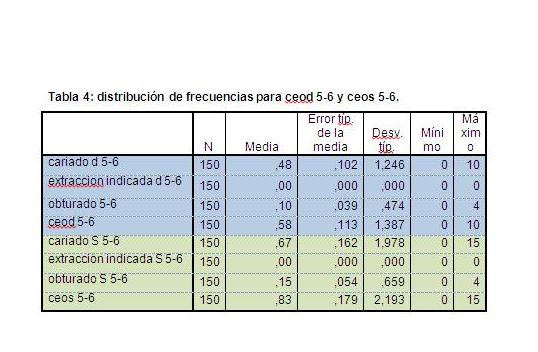 Tabla 4: distribución de frecuencias para ceod 5-6 y ceos 5-6.
N Media Error típ. de la media Desv. típ. Míni mo Má xim o
cariado d 5-6 150 ,48 ,102 1,246 0 10
extraccion indicada d 5-6 150 ,00 ,000 ,000 0 0
obturado 5-6 150 ,10 ,039 ,474 0 4
ceod 5-6 150 ,58 ,113 1,387 0 10
cariado S 5-6 150 ,67 ,162 1,978 0 15
extracción indicada S 5-6 150 ,00 ,000 ,000 0 0
obturado S 5-6 150 ,15 ,054 ,659 0 4
ceos 5-6 150 ,83 ,179 2,193 0 15